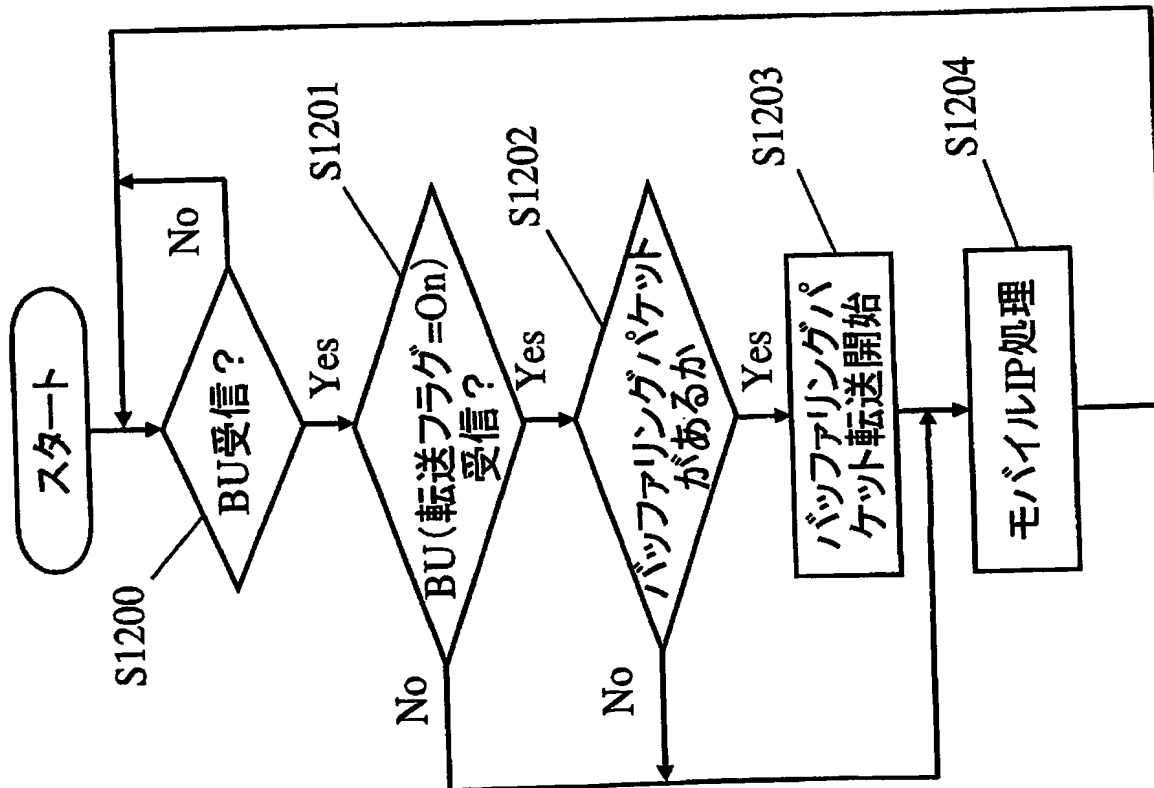 スタート
S1200
BU受信？
No
Yes
S1201
BU(転送フラグ=On)
受信？
No
Yes
S1202
バッファリングパケット
があるか
No
Yes
S1203
バッファリングパ
ケット転送開始
S1204
モバイルIP処理